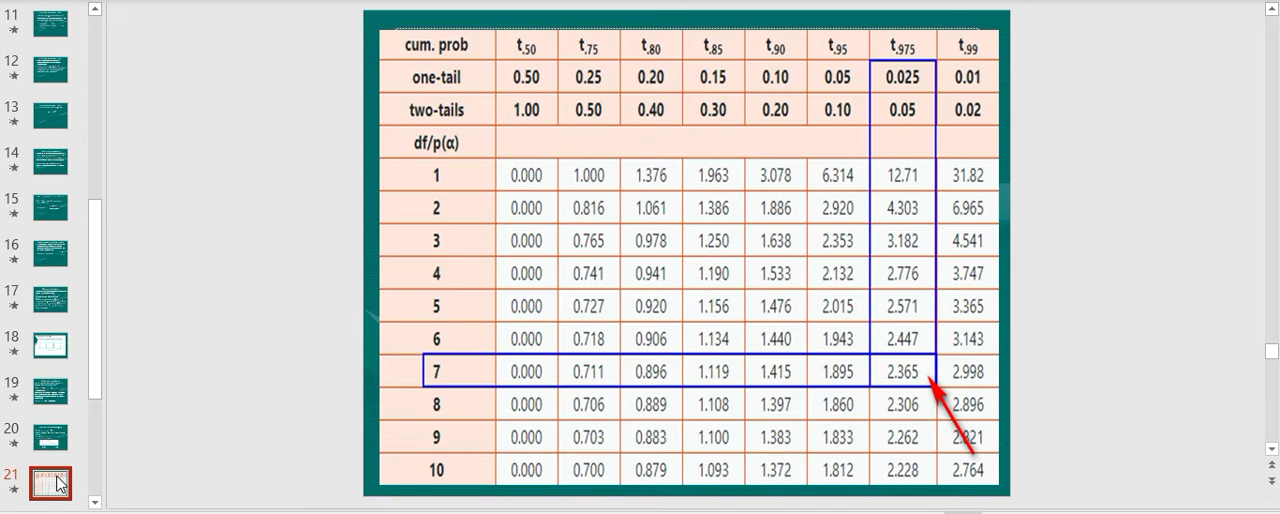 11
12
13
14
15
16
17
18
19
20
21
cum. prob t.50 t.75 t.80 t.85 t.90 t.95 t.975 t.99
one-tail 0.50 0.25 0.20 0.15 0.10 0.05 0.025 0.01
two-tails 1.00 0.50 0.40 0.30 0.20 0.10 0.05 0.02
df/p(α)
1 0.000 1.000 1.376 1.963 3.078 6.314 12.71 31.82
2 0.000 0.816 1.061 1.386 1.886 2.920 4.303 6.965
3 0.000 0.765 0.978 1.250 1.638 2.353 3.182 4.541
4 0.000 0.741 0.941 1.190 1.533 2.132 2.776 3.747
5 0.000 0.727 0.920 1.156 1.476 2.015 2.571 3.365
6 0.000 0.718 0.906 1.134 1.440 1.943 2.447 3.143
7 0.000 0.711 0.896 1.119 1.415 1.895 2.365 2.998
8 0.000 0.706 0.889 1.108 1.397 1.860 2.306 2.896
9 0.000 0.703 0.883 1.100 1.383 1.833 2.262 2.821
10 0.000 0.700 0.879 1.093 1.372 1.812 2.228 2.764